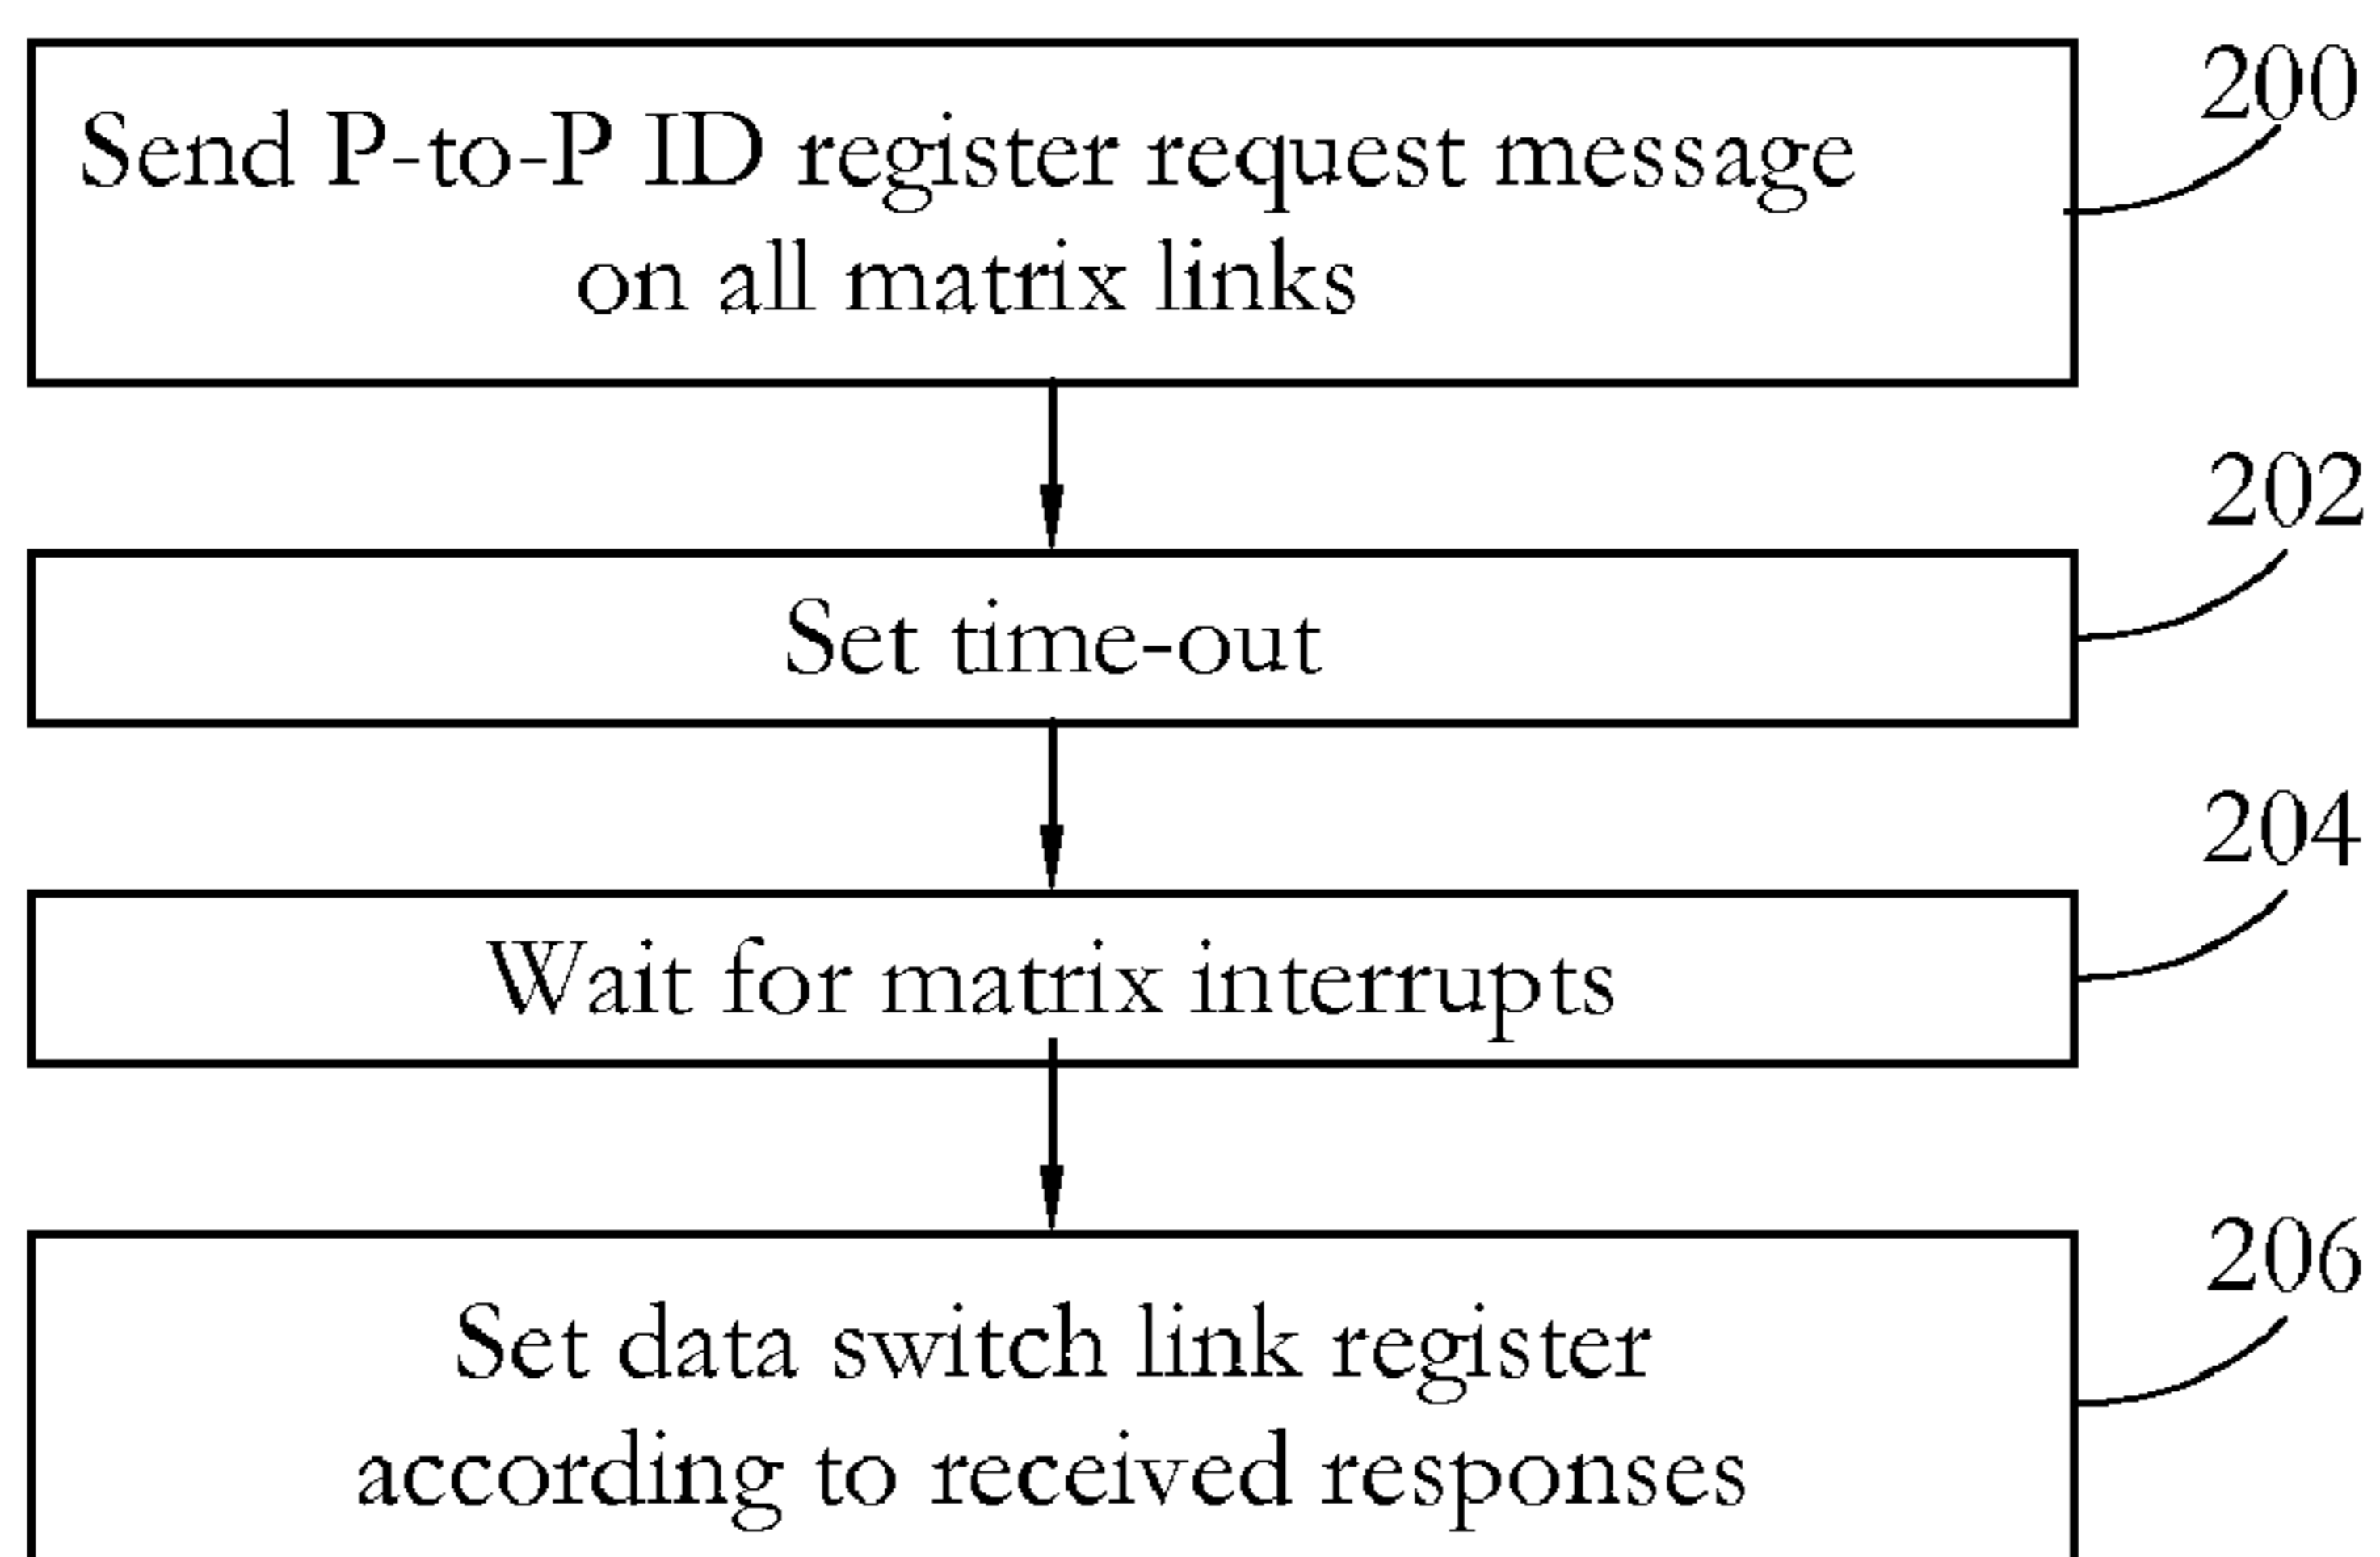 200
Send P-to-P ID register request message
on all matrix links
202
Set time-out
204
Wait for matrix interrupts
206
Set data switch link register
according to received responses